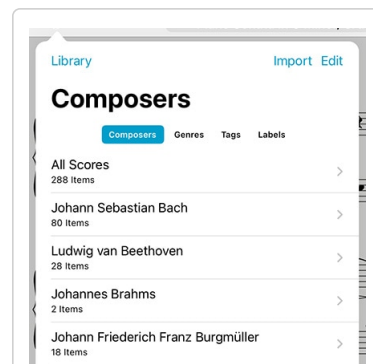 Library Import Edit
Composers
Composers Genres Tags Labels
All Scores
288 Items
Johann Sebastian Bach
80 Items
Ludwig van Beethoven
28 Items
Johannes Brahms
2 Items
Johann Friederich Franz Burgmüller
18 Items